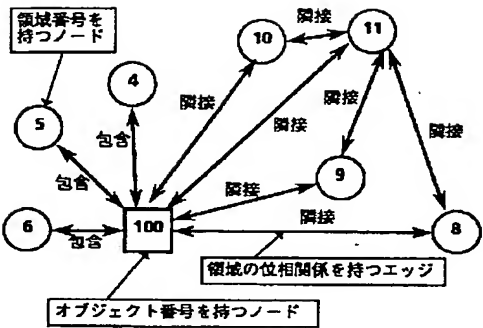 領域番号を
持つノード
隣接
11
10
4
隣接
隣接
隣接
隣接
5
包含
包含
9
隣接
隣接
6
包含
100
8
領域の位相関係を持つエッジ
オブジェクト番号を持つノード